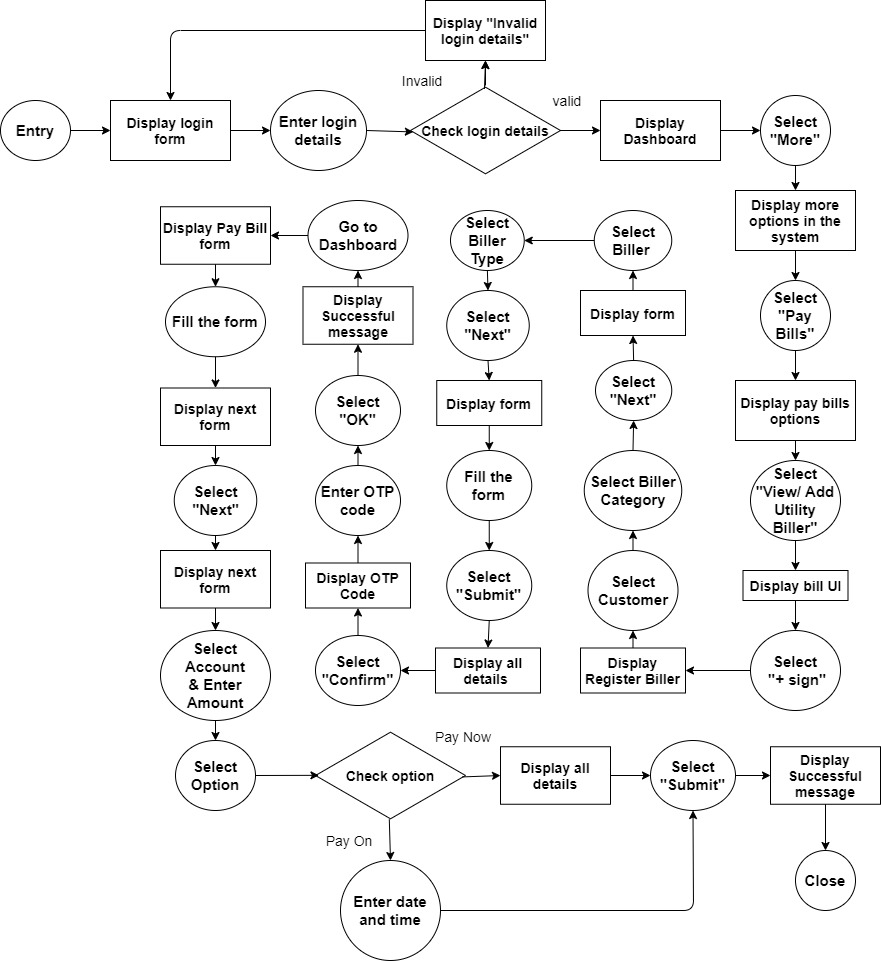 Display "Invalid
login details"
Invalid
valid
Entry
Display login
form
Enter login
details
Check login details
Display
Dashboard
Select
"More"
Display more
options in the
system
Select
"Pay
Bills"
Display pay bills
options
Select
"View/ Add
Utility
Biller"
Display bill UI
Select
"+ sign"
Display
Register Biller
Select
Customer
Select Biller
Category
Select
"Next"
Display form
Select
Biller
Select
Biller
Type
Select
"Next"
Display form
Fill the
form
Select
"Submit"
Display all
details
Select
"Confirm"
Display OTP
Code
Enter OTP
code
Select
"OK"
Display
Successful
message
Go to
Dashboard
Display Pay Bill
form
Fill the form
Display next
form
Select
"Next"
Display next
form
Select
Account
& Enter
Amount
Select
Option
Check option
Pay Now
Display all
details
Select
"Submit"
Display
Successful
message
Pay On
Enter date
and time
Close